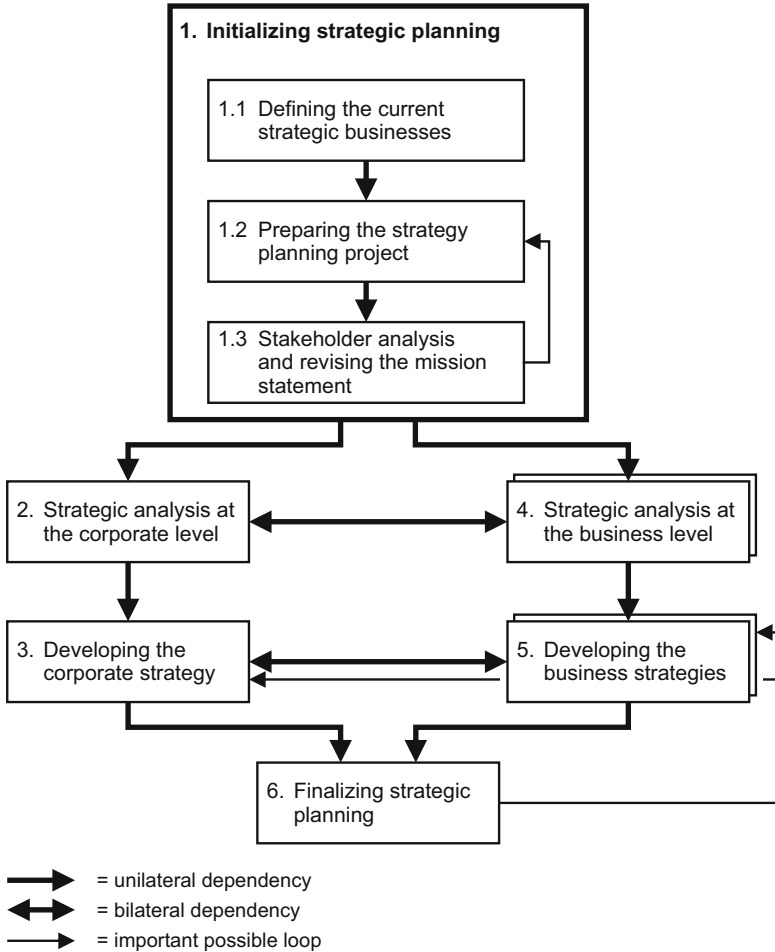 1. Initializing strategic planning
1.1 Defining the current
strategic businesses
1.2 Preparing the strategy
planning project
1.3 Stakeholder analysis
and revising the mission
statement
2. Strategic analysis at
the corporate level
4. Strategic analysis at
the business level
3. Developing the
corporate strategy
5. Developing the
business strategies
6. Finalizing strategic
planning
= unilateral dependency
= bilateral dependency
= important possible loop